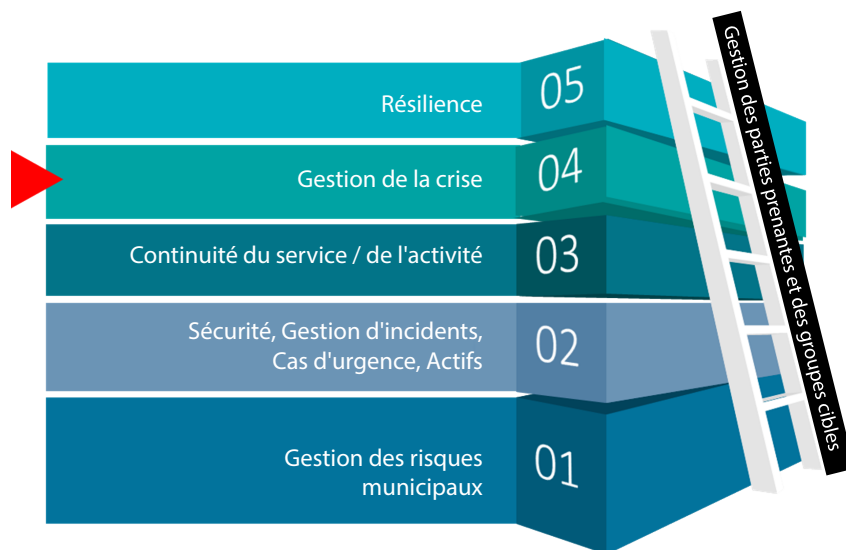 Résilience
05
Gestion de la crise
04
Continuité du service / de l'activité
03
Sécurité, Gestion d'incidents,
Cas d'urgence, Actifs
02
Gestion des risques
municipaux
01
Gestion des parties prenantes et des groupes cibles